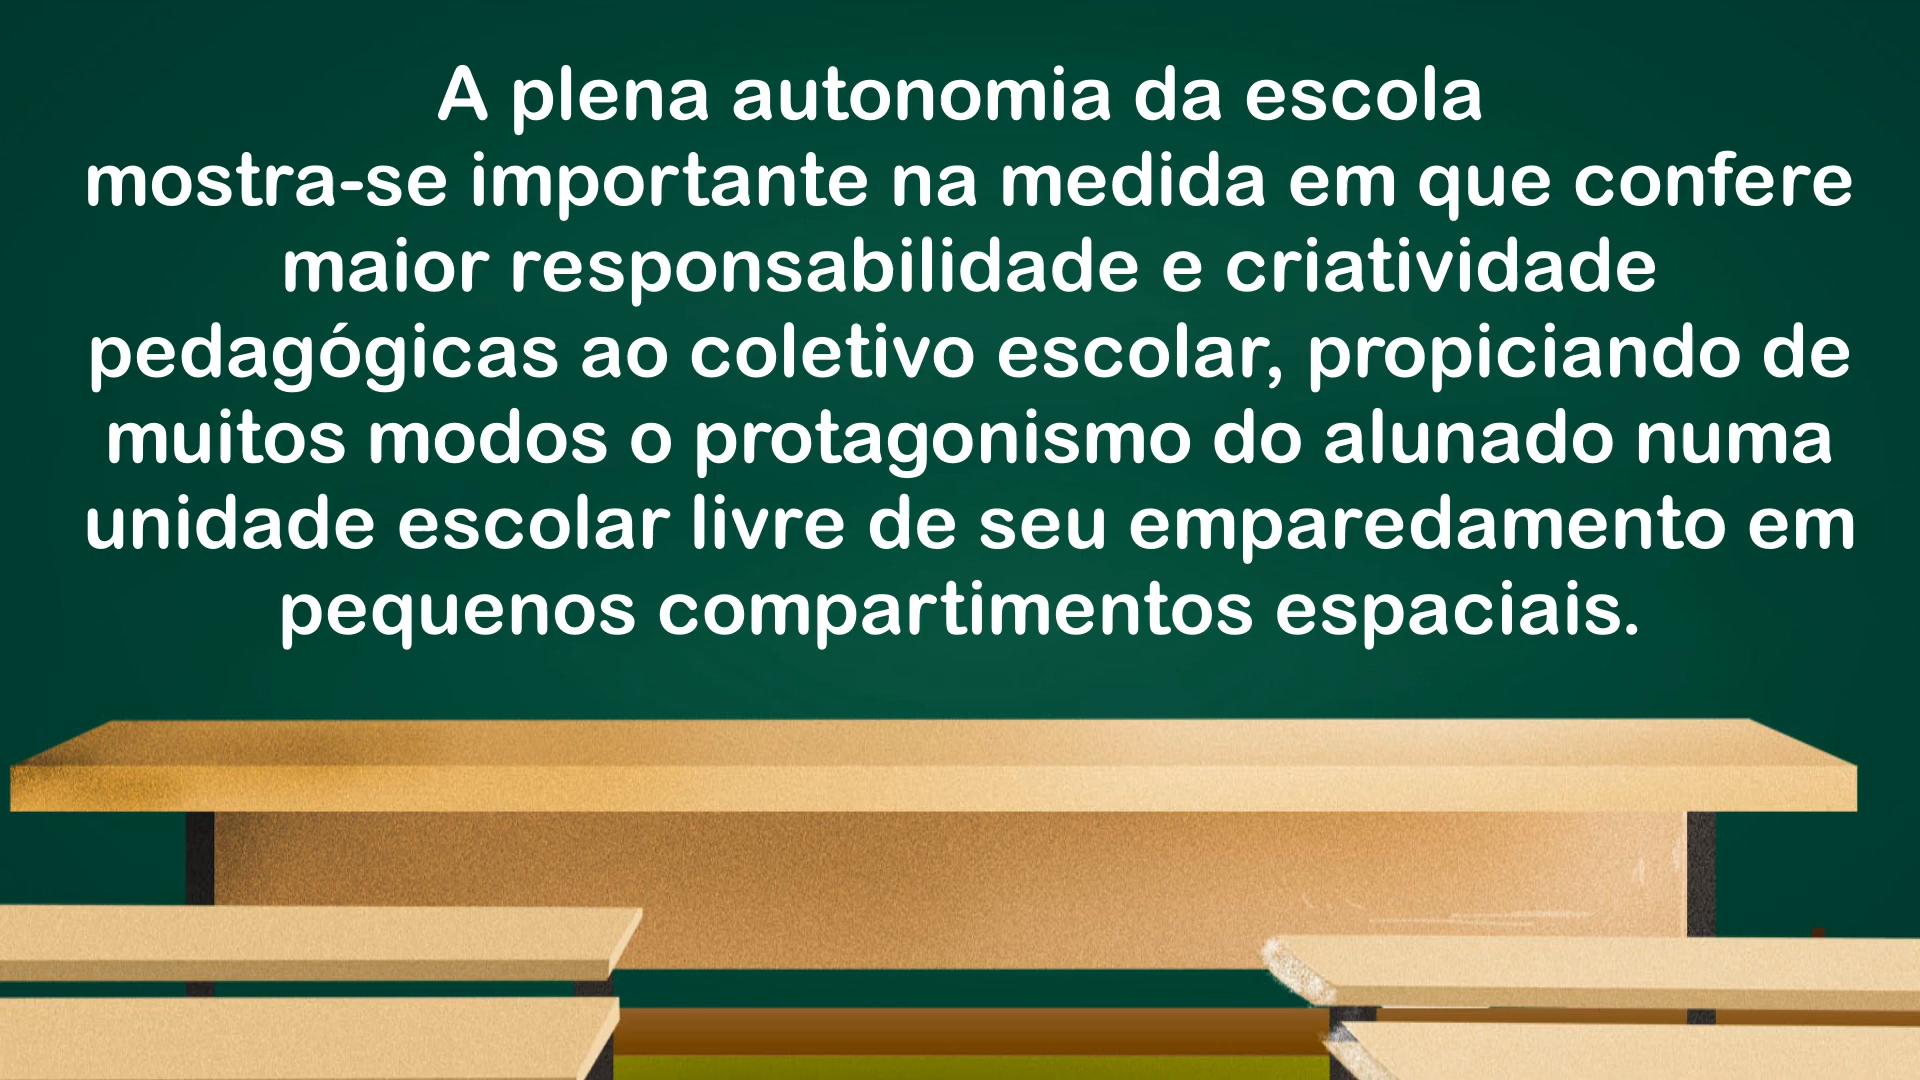 A plena autonomia da escola
mostra-se importante na medida em que confere
maior responsabilidade e criatividade
pedagógicas ao coletivo escolar, propiciando de
muitos modos o protagonismo do alunado numa
unidade escolar livre de seu emparedamento em
pequenos compartimentos espaciais.